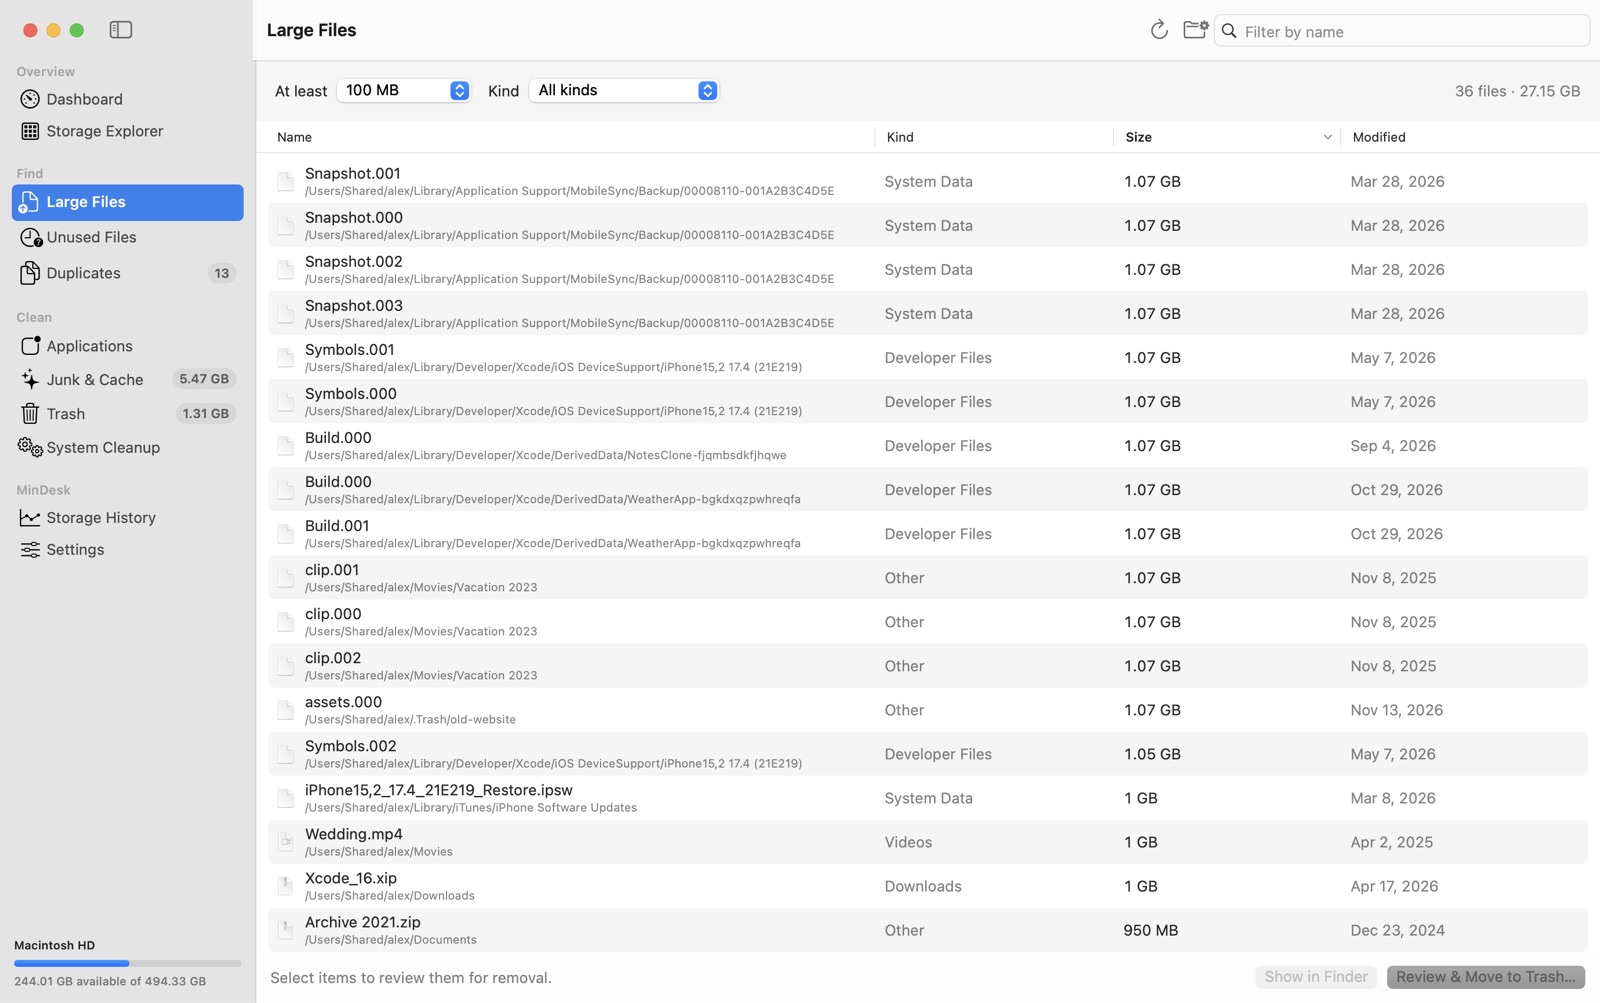 Large Files
Filter by name
Overview
Dashboard
Storage Explorer
Find
Large Files
Unused Files
Duplicates 13
Clean
Applications
Junk & Cache 5.47 GB
Trash 1.31 GB
System Cleanup
MinDesk
Storage History
Settings
Macintosh HD
244.01 GB available of 494.33 GB
At least 100 MB Kind All kinds 36 files · 27.15 GB
Name Kind Size Modified
Snapshot.001
/Users/Shared/alex/Library/Application Support/MobileSync/Backup/00008110-001A2B3C4D5E
System Data 1.07 GB Mar 28, 2026
Snapshot.000
/Users/Shared/alex/Library/Application Support/MobileSync/Backup/00008110-001A2B3C4D5E
System Data 1.07 GB Mar 28, 2026
Snapshot.002
/Users/Shared/alex/Library/Application Support/MobileSync/Backup/00008110-001A2B3C4D5E
System Data 1.07 GB Mar 28, 2026
Snapshot.003
/Users/Shared/alex/Library/Application Support/MobileSync/Backup/00008110-001A2B3C4D5E
System Data 1.07 GB Mar 28, 2026
Symbols.001
/Users/Shared/alex/Library/Developer/Xcode/iOS DeviceSupport/iPhone15,2 17.4 (21E219)
Developer Files 1.07 GB May 7, 2026
Symbols.000
/Users/Shared/alex/Library/Developer/Xcode/iOS DeviceSupport/iPhone15,2 17.4 (21E219)
Developer Files 1.07 GB May 7, 2026
Build.000
/Users/Shared/alex/Library/Developer/Xcode/DerivedData/NotesClone-fjqmbsdkfjhqwe
Developer Files 1.07 GB Sep 4, 2026
Build.000
/Users/Shared/alex/Library/Developer/Xcode/DerivedData/WeatherApp-bgkdxqzpwhreqfa
Developer Files 1.07 GB Oct 29, 2026
Build.001
/Users/Shared/alex/Library/Developer/Xcode/DerivedData/WeatherApp-bgkdxqzpwhreqfa
Developer Files 1.07 GB Oct 29, 2026
clip.001
/Users/Shared/alex/Movies/Vacation 2023
Other 1.07 GB Nov 8, 2025
clip.000
/Users/Shared/alex/Movies/Vacation 2023
Other 1.07 GB Nov 8, 2025
clip.002
/Users/Shared/alex/Movies/Vacation 2023
Other 1.07 GB Nov 8, 2025
assets.000
/Users/Shared/alex/.Trash/old-website
Other 1.07 GB Nov 13, 2026
Symbols.002
/Users/Shared/alex/Library/Developer/Xcode/iOS DeviceSupport/iPhone15,2 17.4 (21E219)
Developer Files 1.05 GB May 7, 2026
iPhone15,2_17.4_21E219_Restore.ipsw
/Users/Shared/alex/Library/iTunes/iPhone Software Updates
System Data 1 GB Mar 8, 2026
Wedding.mp4
/Users/Shared/alex/Movies
Videos 1 GB Apr 2, 2025
Xcode_16.xip
/Users/Shared/alex/Downloads
Downloads 1 GB Apr 17, 2026
Archive 2021.zip
/Users/Shared/alex/Documents
Other 950 MB Dec 23, 2024
Select items to review them for removal.
Show in Finder Review & Move to Trash...